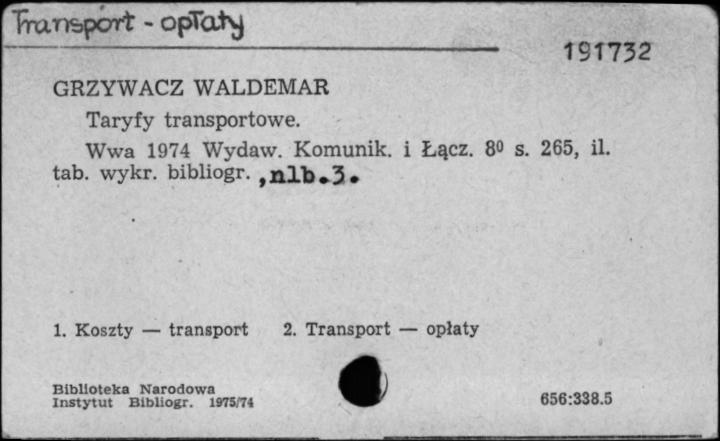 Transport - opłaty
191732
GRZYWACZ WALDEMAR
Taryfy transportowe.
Wwa 1974 Wydaw. Komunik. i Łącz. 8⁰ s. 265, il.
tab. wykr. bibliogr. ,nlb.3.
1. Koszty — transport 2. Transport — opłaty
Biblioteka Narodowa
Instytut Bibliogr. 1975/74
656:338.5